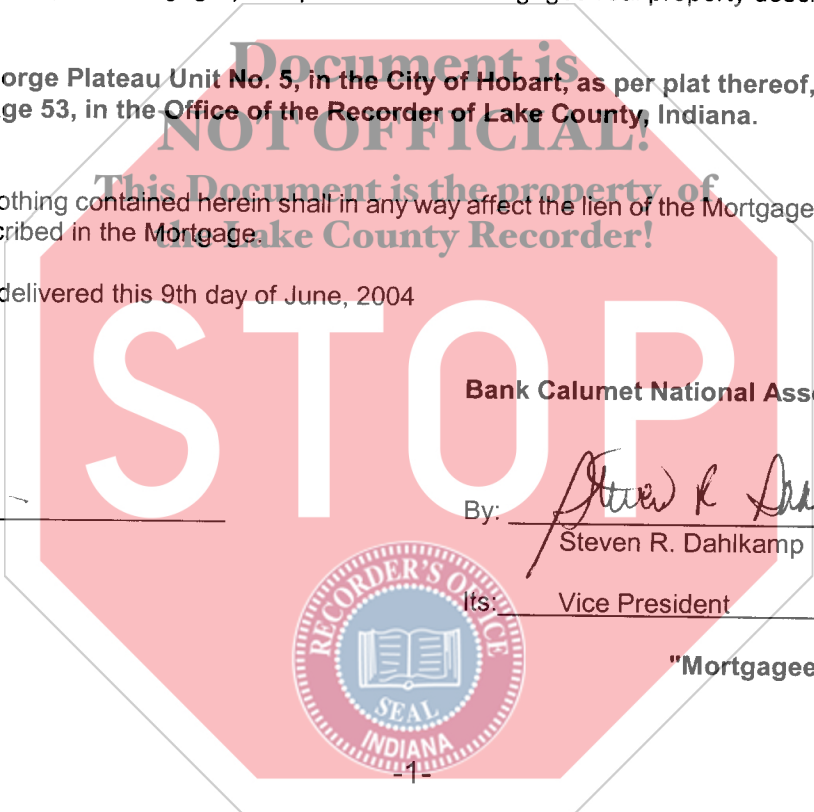 Document is
orge Plateau Unit No. 5, in the City of Hobart, as per plat thereof,
ge 53, in the Office of the Recorder of Lake County, Indiana.
NOT OFFICIAL!
This Document is the property of
othing contained herein shall in any way affect the lien of the Mortgage
cribed in the Mortgage.
the Lake County Recorder!
delivered this 9th day of June, 2004
STOP
Bank Calumet National Ass
By: Steven R
Steven R. Dahlkamp
Its: Vice President
"Mortgagee
RECORDER'S OFFICE
SEAL
INDIANA
-1-